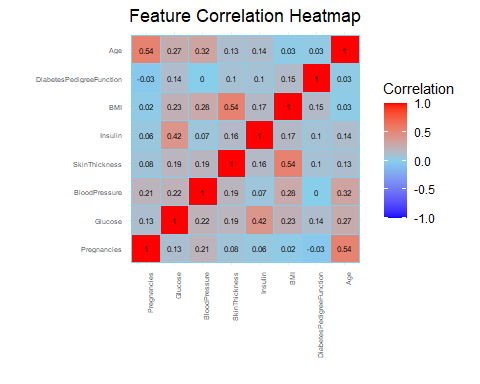 Feature Correlation Heatmap
Age 0.54 0.27 0.32 0.13 0.14 0.03 0.03 1
DiabetesPedigreeFunction -0.03 0.14 0 0.1 0.1 0.15 1 0.03
BMI 0.02 0.23 0.28 0.54 0.17 1 0.15 0.03
Insulin 0.06 0.42 0.07 0.16 1 0.17 0.1 0.14
SkinThickness 0.08 0.19 0.19 1 0.16 0.54 0.1 0.13
BloodPressure 0.21 0.22 1 0.19 0.07 0.28 0 0.32
Glucose 0.13 1 0.22 0.19 0.42 0.23 0.14 0.27
Pregnancies 1 0.13 0.21 0.08 0.06 0.02 -0.03 0.54
Pregnancies
Glucose
BloodPressure
SkinThickness
Insulin
BMI
DiabetesPedigreeFunction
Age
Correlation
1.0
0.5
0.0
-0.5
-1.0